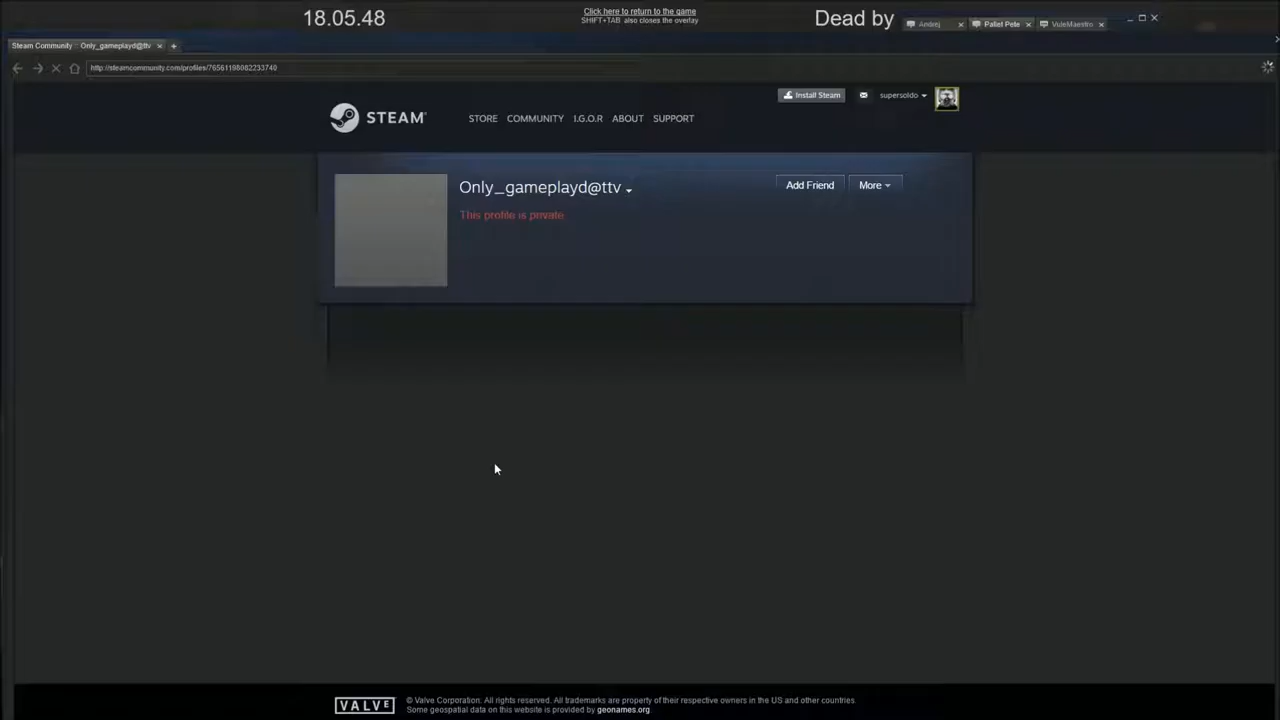 18.05.48
Click here to return to the game
SHIFT+TAB also closes the overlay
Dead by
Andrej
Pallet Pete
VuleMaestro
Steam Community :: Only_gameplayd@ttv
http://steamcommunity.com/profiles/76561198082233740
Install Steam
supersoldo
STEAM
STORE COMMUNITY I.G.O.R ABOUT SUPPORT
Only_gameplayd@ttv
Add Friend
More
This profile is private
VALVE
© Valve Corporation. All rights reserved. All trademarks are property of their respective owners in the US and other countries.
Some geospatial data on this website is provided by geonames.org.